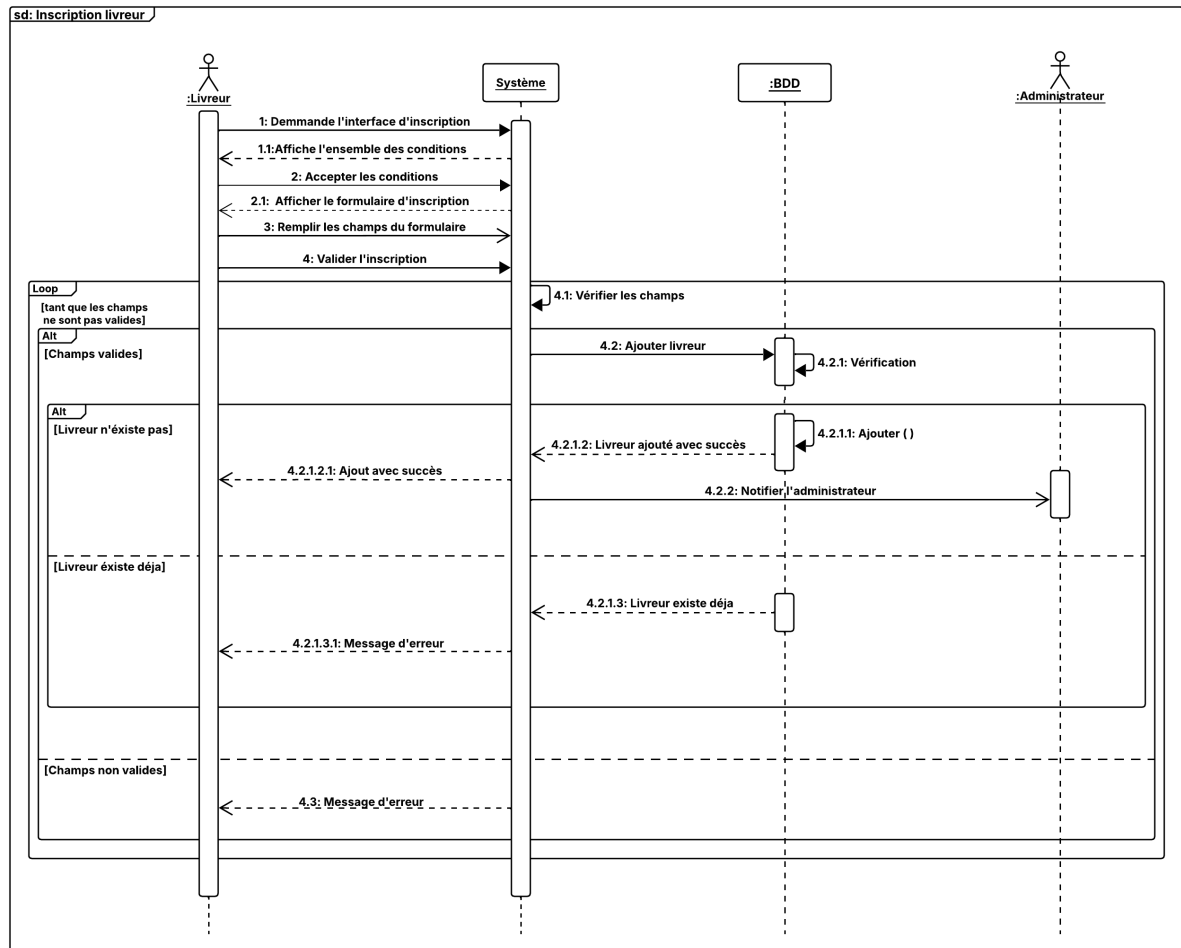 sd: Inscription livreur
:Livreur
Système
:BDD
:Administrateur
1: Demmande l'interface d'inscription
1.1:Affiche l'ensemble des conditions
2: Accepter les conditions
2.1: Afficher le formulaire d'inscription
3: Remplir les champs du formulaire
4: Valider l'inscription
Loop
[tant que les champs
ne sont pas valides]
4.1: Vérifier les champs
Alt
[Champs valides]
4.2: Ajouter livreur
4.2.1: Vérification
Alt
[Livreur n'éxiste pas]
4.2.1.1: Ajouter ( )
4.2.1.2: Livreur ajouté avec succès
4.2.1.2.1: Ajout avec succès
4.2.2: Notifier l'administrateur
[Livreur éxiste déja]
4.2.1.3: Livreur existe déja
4.2.1.3.1: Message d'erreur
[Champs non valides]
4.3: Message d'erreur